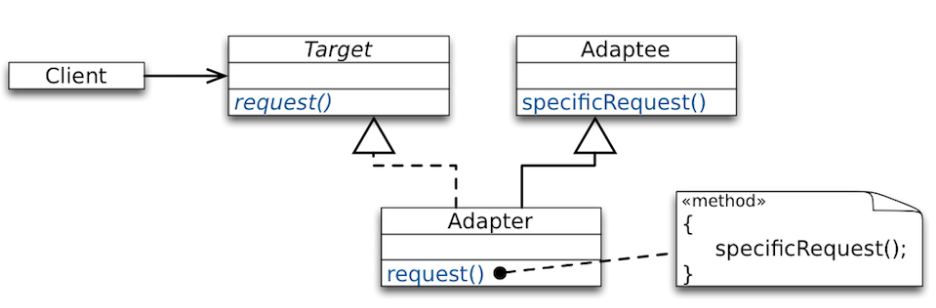 Target
Adaptee
Client
request()
specificRequest()
Adapter
request()
«method»
{
specificRequest();
}